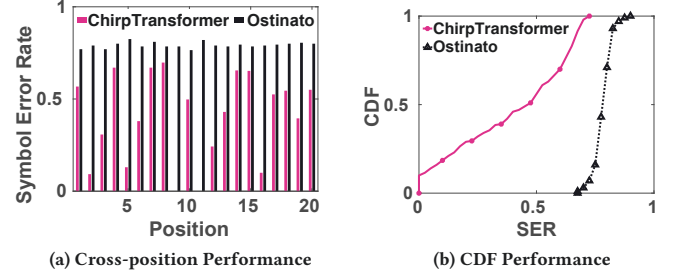 ChirpTransformer
Ostinato
1
0.5
0
Symbol Error Rate
5
10
15
20
Position
(a) Cross-position Performance
ChirpTransformer
Ostinato
1
0.5
0
CDF
0
0.5
1
SER
(b) CDF Performance